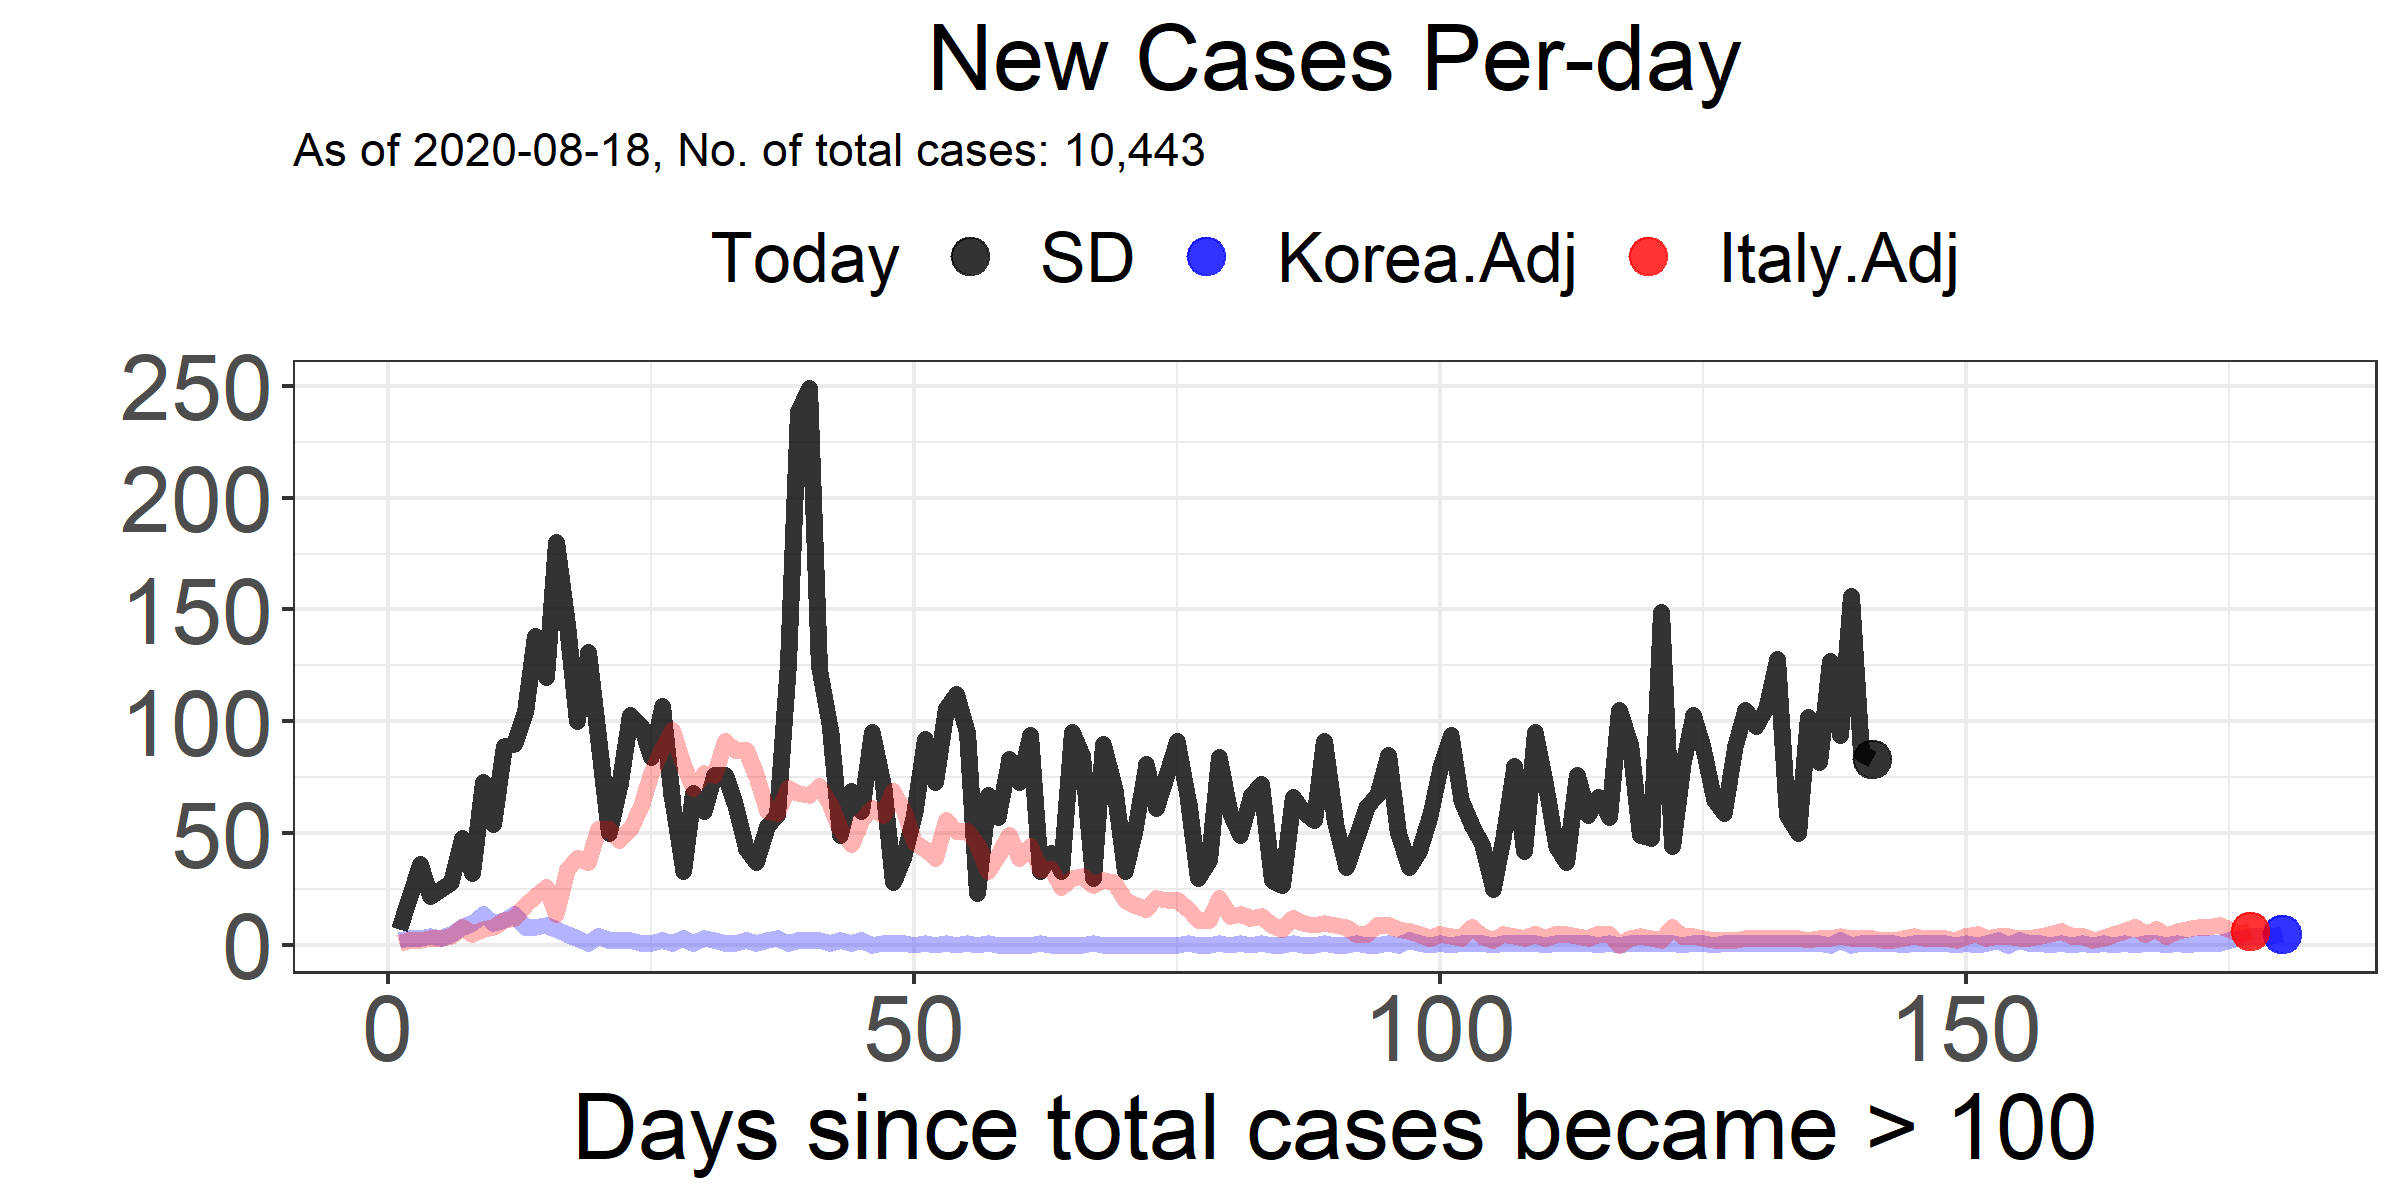 New Cases Per-day
As of 2020-08-18, No. of total cases: 10,443
Today SD Korea.Adj Italy.Adj
250
200
150
100
50
0
0 50 100 150
Days since total cases became > 100